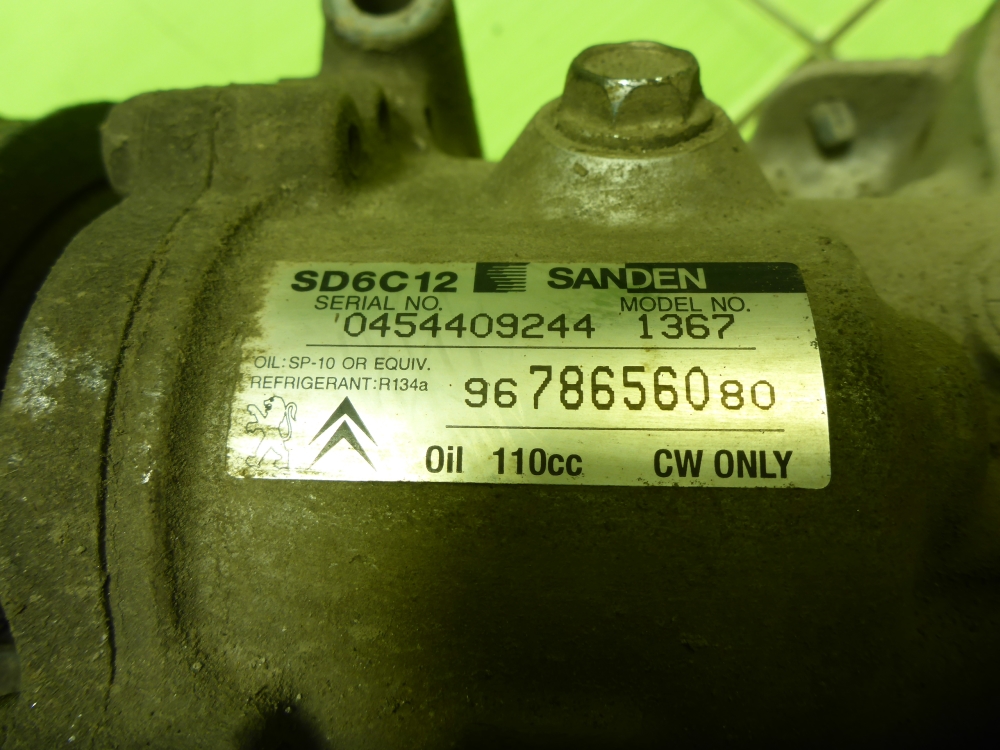 SD6C12 SANDEN
SERIAL NO. MODEL NO.
'0454409244 1367
OIL: SP-10 OR EQUIV.
REFRIGERANT: R134a
9678656080
Oil 110cc CW ONLY